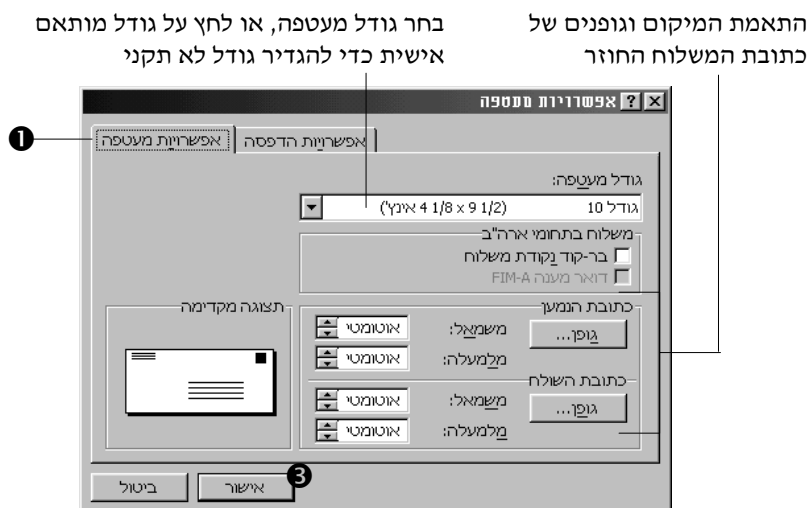 התאמת המיקום וגופנים של
כתובת המשלוח החוזר
בחר גודל מעטפה, או לחץ על גודל מותאם
אישית כדי להגדיר גודל לא תקני
אפשרויות מעטפה
❶
אפשרויות מעטפה
אפשרויות הדפסה
גודל מעטפה:
גודל 10 (4 1/8 x 9 1/2 אינץ')
משלוח בתחומי ארה"ב
בר-קוד נקודת משלוח
דואר מענה FIM-A
כתובת הנמען
גופן...
משמאל:
אוטומטי
מלמעלה:
אוטומטי
כתובת השולח
גופן...
משמאל:
אוטומטי
מלמעלה:
אוטומטי
תצוגה מקדימה
❸
אישור
ביטול